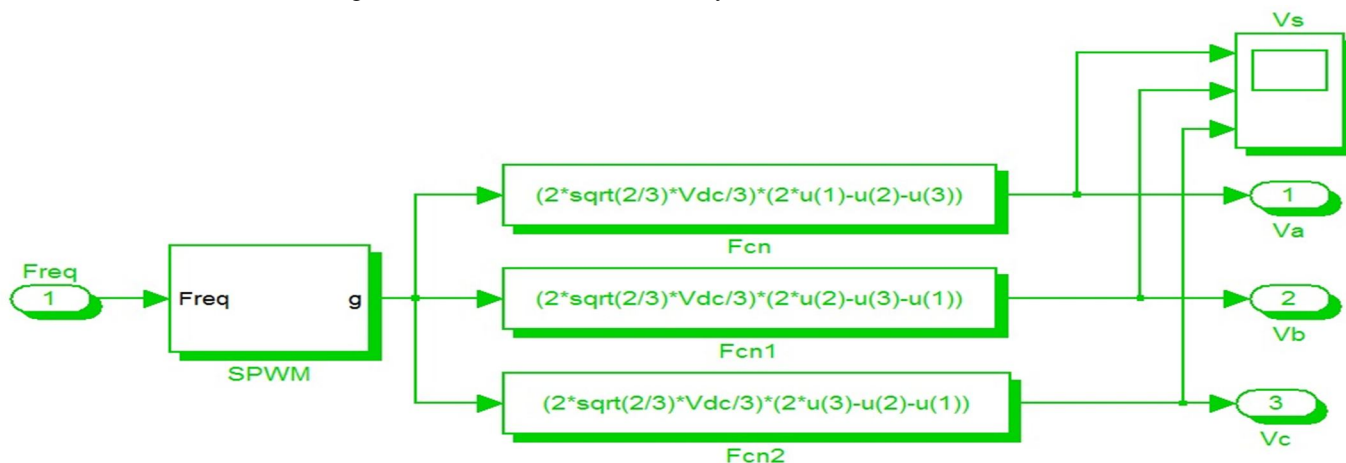 Vs
(2*sqrt(2/3)*Vdc/3)*(2*u(1)-u(2)-u(3))
1
Fcn
Va
Freq
1
Freq
g
SPWM
(2*sqrt(2/3)*Vdc/3)*(2*u(2)-u(3)-u(1))
2
Fcn1
Vb
(2*sqrt(2/3)*Vdc/3)*(2*u(3)-u(2)-u(1))
3
Fcn2
Vc